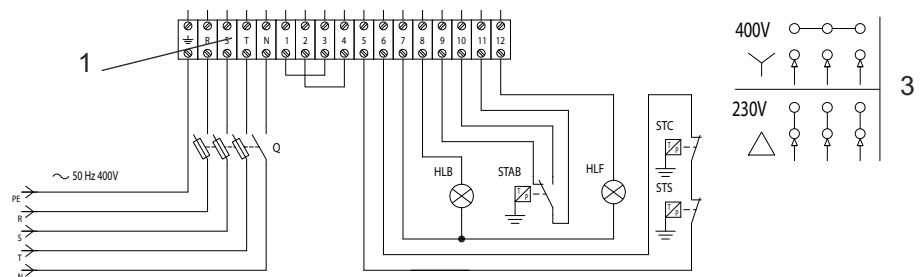 R S T N 1 2 3 4 5 6 7 8 9 10 11 12
1
400V
3
230V
STC
T P
Q
50 Hz 400V
HLB
STAB
HLF
T P
STS
T P
PE
R
S
T
N